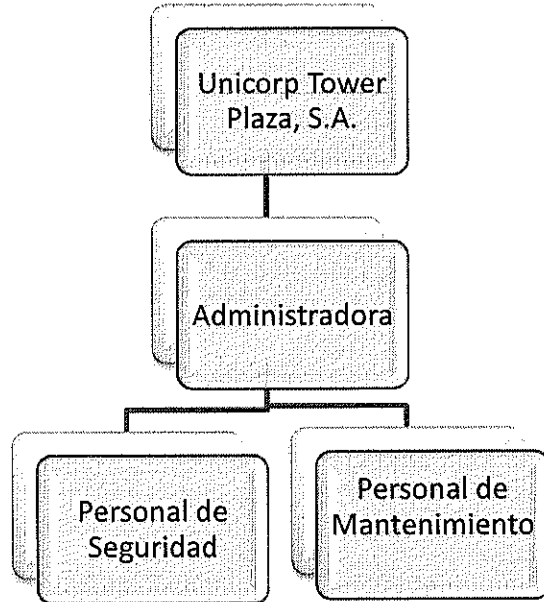 Unicorp Tower
Plaza, S.A.
Administradora
Personal de
Seguridad
Personal de
Mantenimiento